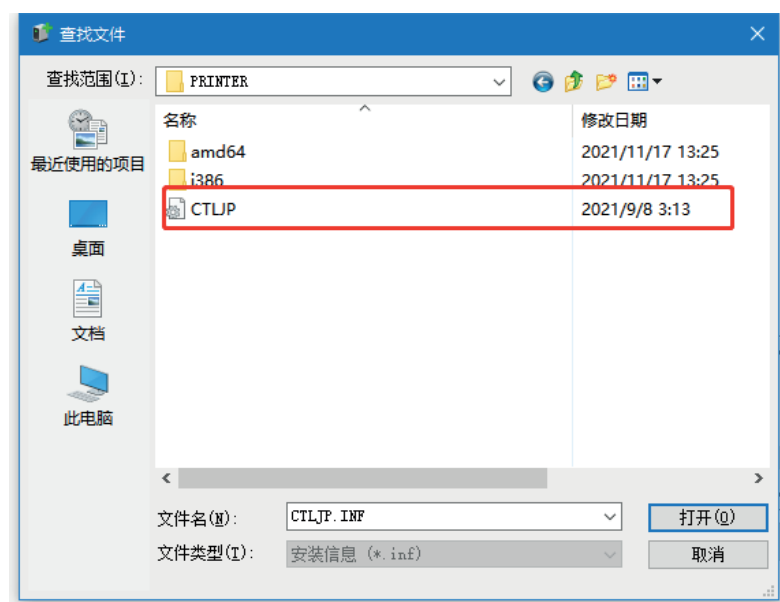 查找文件
查找范围(I): PRINTER
名称 修改日期
amd64 2021/11/17 13:25
i386 2021/11/17 13:25
CTLJP 2021/9/8 3:13
最近使用的项目
桌面
文档
此电脑
文件名(N): CTLJP.INF 打开(O)
文件类型(T): 安装信息 (*.inf) 取消